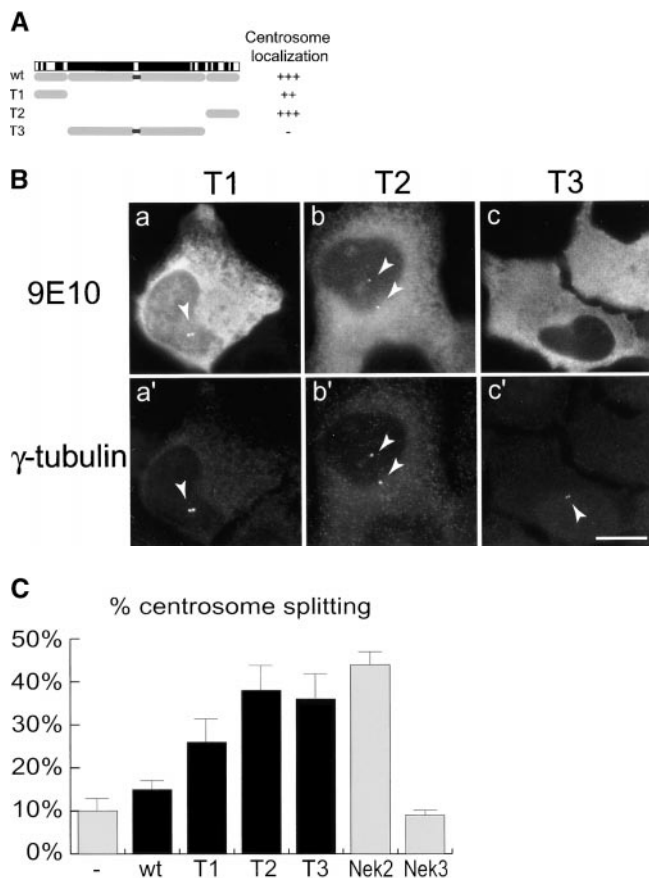 A
Centrosome
localization
wt +++
T1 ++
T2 +++
T3 -
B T1 T2 T3
9E10 a b c
γ-tubulin a' b' c'
C
% centrosome splitting
50%
40%
30%
20%
10%
0%
- wt T1 T2 T3 Nek2 Nek3